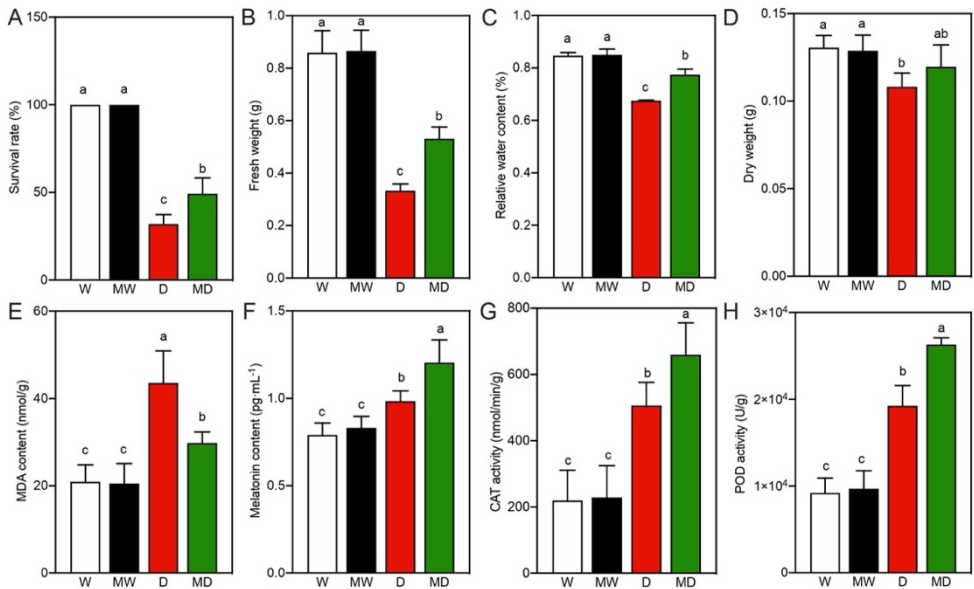 A
Survival rate (%)
150
100
50
0
a
a
c
b
W
MW
D
MD
B
Fresh weight (g)
1.0
0.8
0.6
0.4
0.2
0.0
a
a
c
b
W
MW
D
MD
C
Relative water content (%)
1.0
0.8
0.6
0.4
0.2
0.0
a
a
c
b
W
MW
D
MD
D
Dry weight (g)
0.15
0.10
0.05
0.00
a
a
b
ab
W
MW
D
MD
E
MDA content (nmol/g)
60
40
20
0
c
c
a
b
W
MW
D
MD
F
Melatonin content (pg·mL⁻¹)
1.5
1.0
0.5
0.0
c
c
b
a
W
MW
D
MD
G
CAT activity (nmol/min/g)
800
600
400
200
0
c
c
b
a
W
MW
D
MD
H
POD activity (U/g)
3×10⁴
2×10⁴
1×10⁴
0
c
c
b
a
W
MW
D
MD